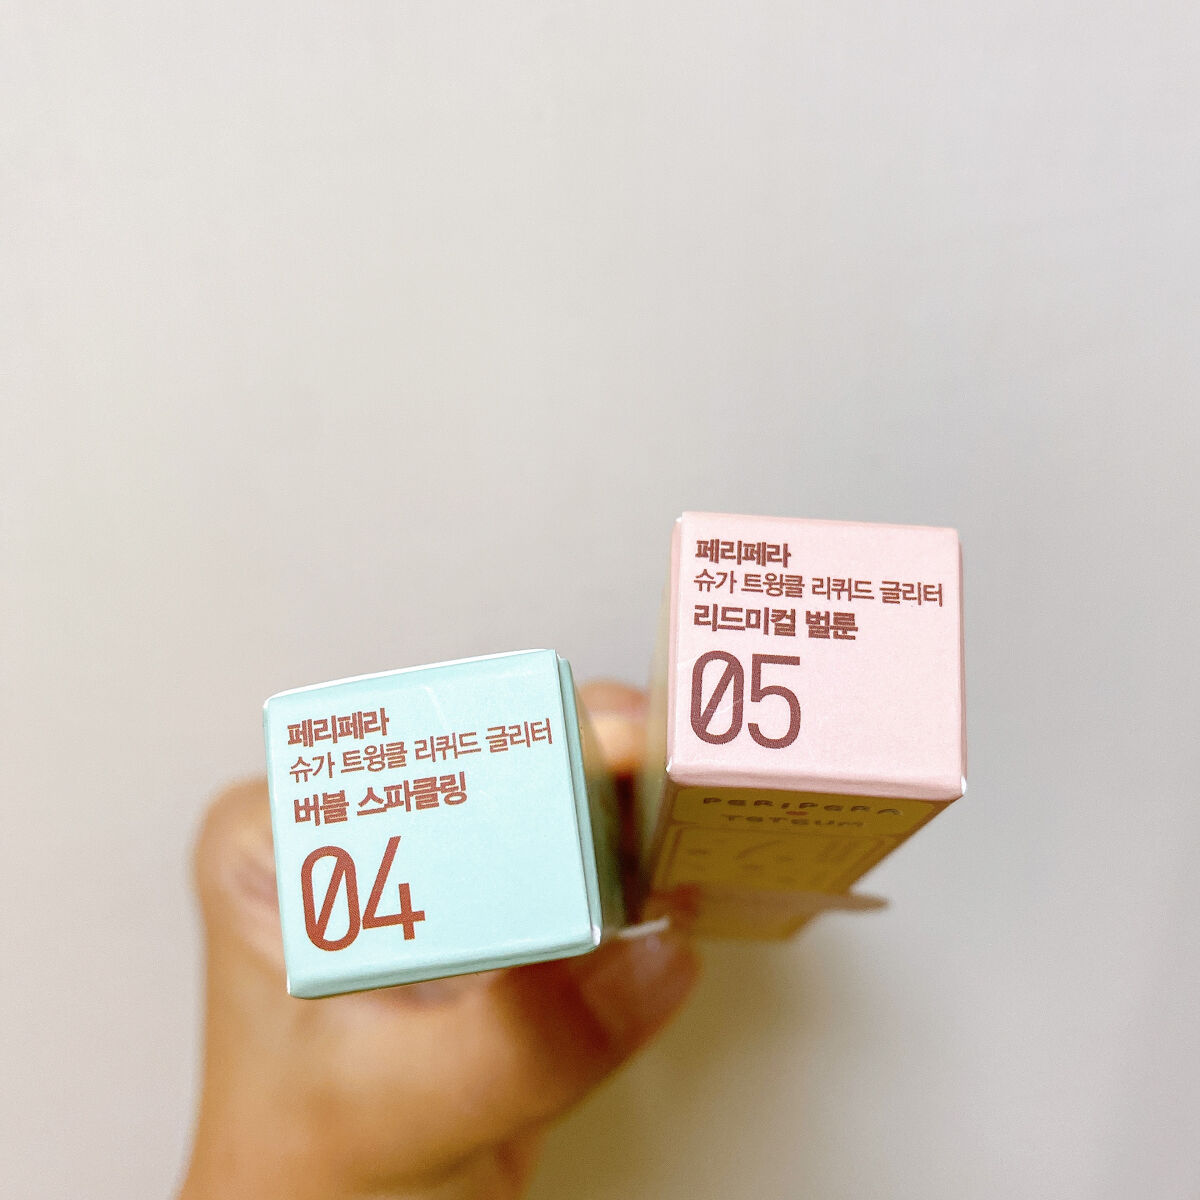 페리페라
슈가 트윙클 리퀴드 글리터
버블 스파클링
04
페리페라
슈가 트윙클 리퀴드 글리터
리드미컬 벌룬
05
PERIPERA
TETEUM